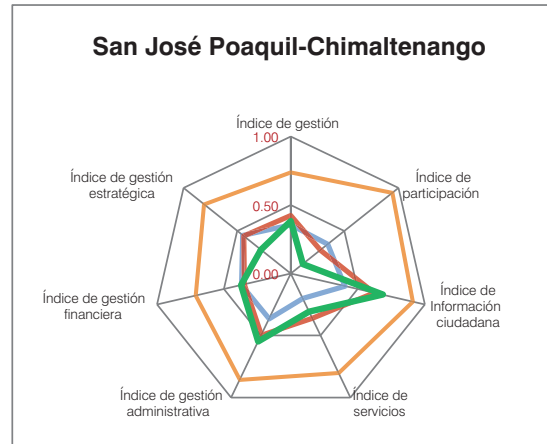 San José Poaquil-Chimaltenango
Índice de gestión
1.00
Índice de gestión
estratégica
Índice de
participación
0.50
0.00
Índice de gestión
financiera
Índice de
Información
ciudadana
Índice de gestión
administrativa
Índice de
servicios